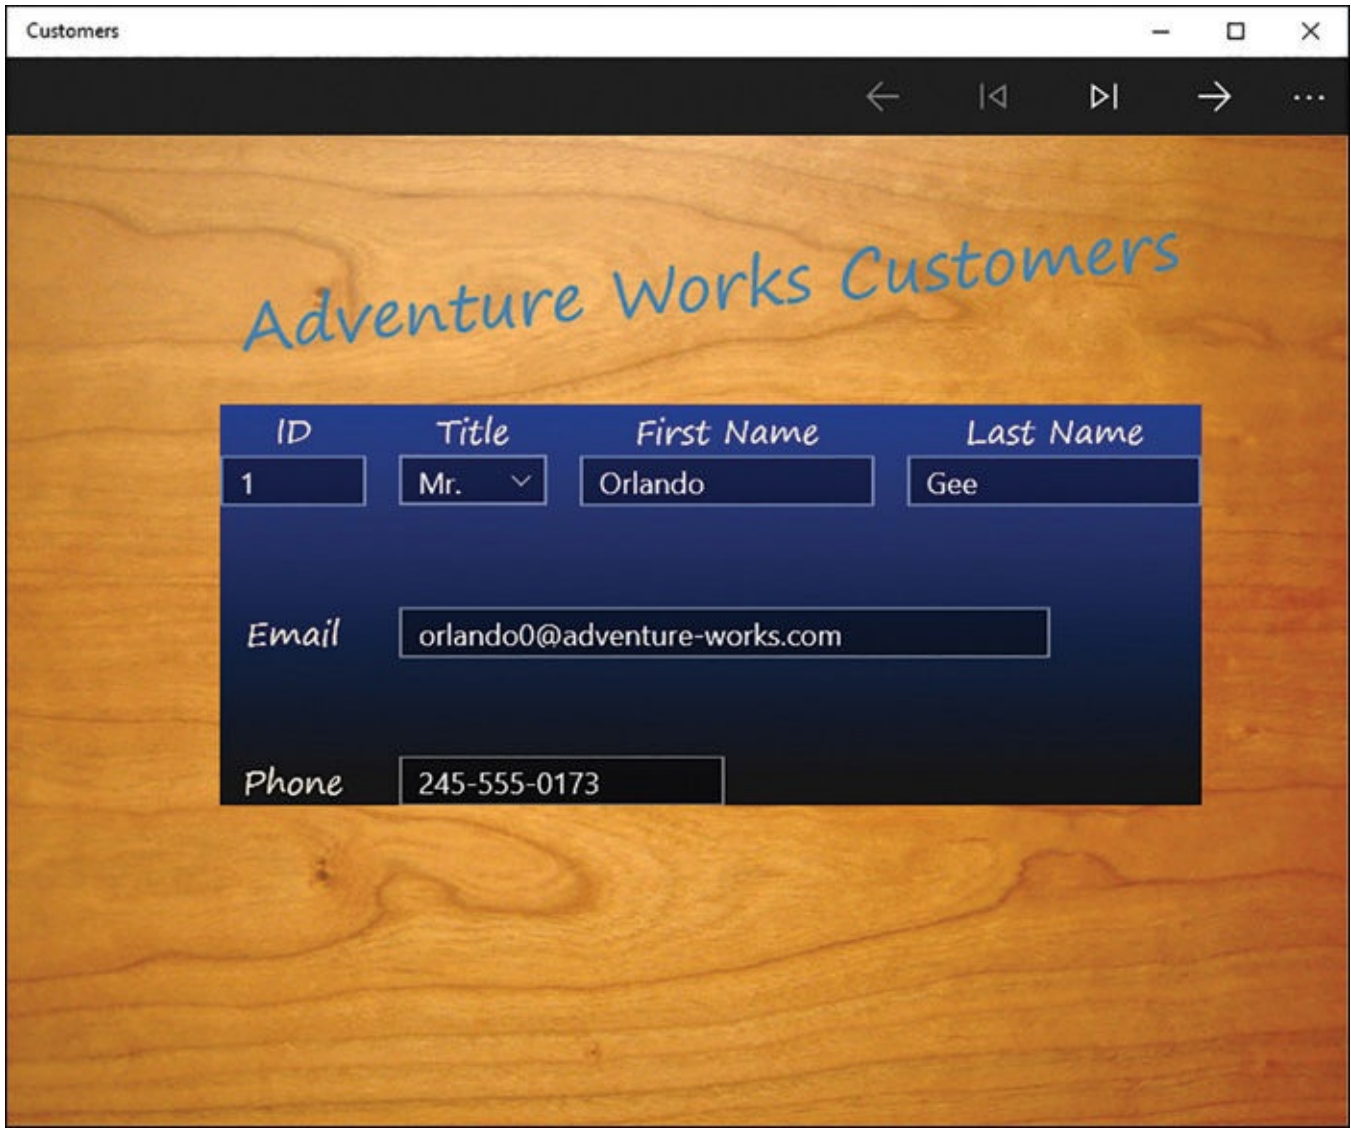 Customers
Adventure Works Customers
ID Title First Name Last Name
1 Mr. Orlando Gee
Email orlando0@adventure-works.com
Phone 245-555-0173